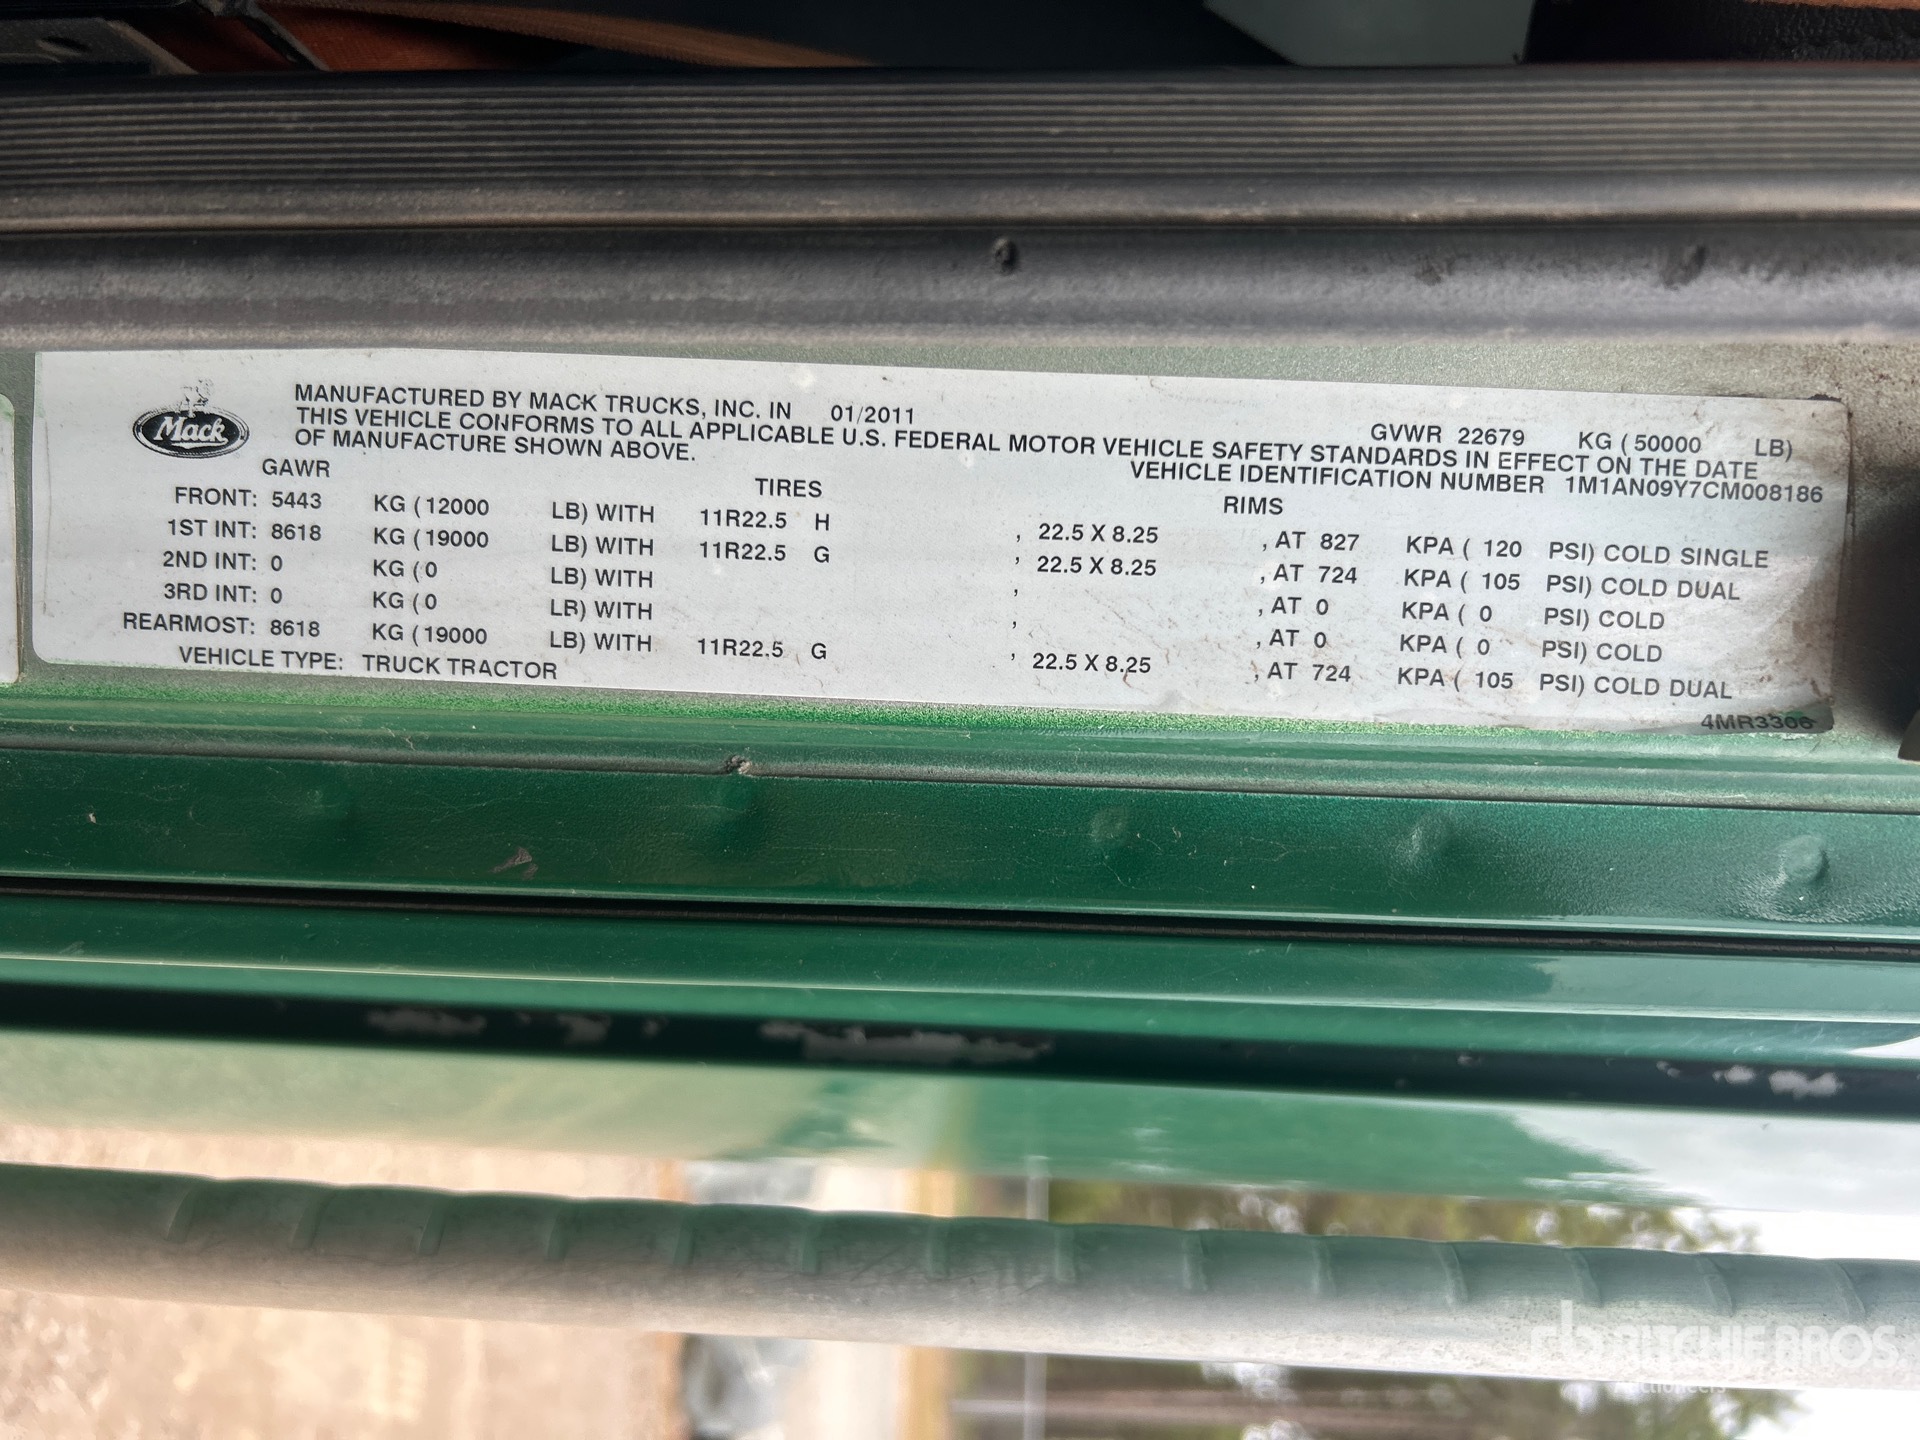 Mack
MANUFACTURED BY MACK TRUCKS, INC. IN 01/2011 GVWR 22679 KG ( 50000 LB)
THIS VEHICLE CONFORMS TO ALL APPLICABLE U.S. FEDERAL MOTOR VEHICLE SAFETY STANDARDS IN EFFECT ON THE DATE
OF MANUFACTURE SHOWN ABOVE. VEHICLE IDENTIFICATION NUMBER 1M1AN09Y7CM008186
GAWR TIRES RIMS
FRONT: 5443 KG ( 12000 LB) WITH 11R22.5 H , 22.5 X 8.25 , AT 827 KPA ( 120 PSI) COLD SINGLE
1ST INT: 8618 KG ( 19000 LB) WITH 11R22.5 G , 22.5 X 8.25 , AT 724 KPA ( 105 PSI) COLD DUAL
2ND INT: 0 KG ( 0 LB) WITH , , AT 0 KPA ( 0 PSI) COLD
3RD INT: 0 KG ( 0 LB) WITH , , AT 0 KPA ( 0 PSI) COLD
REARMOST: 8618 KG ( 19000 LB) WITH 11R22.5 G , 22.5 X 8.25 , AT 724 KPA ( 105 PSI) COLD DUAL
VEHICLE TYPE: TRUCK TRACTOR
4MR3306
rb RITCHIE BROS.
Auctioneers